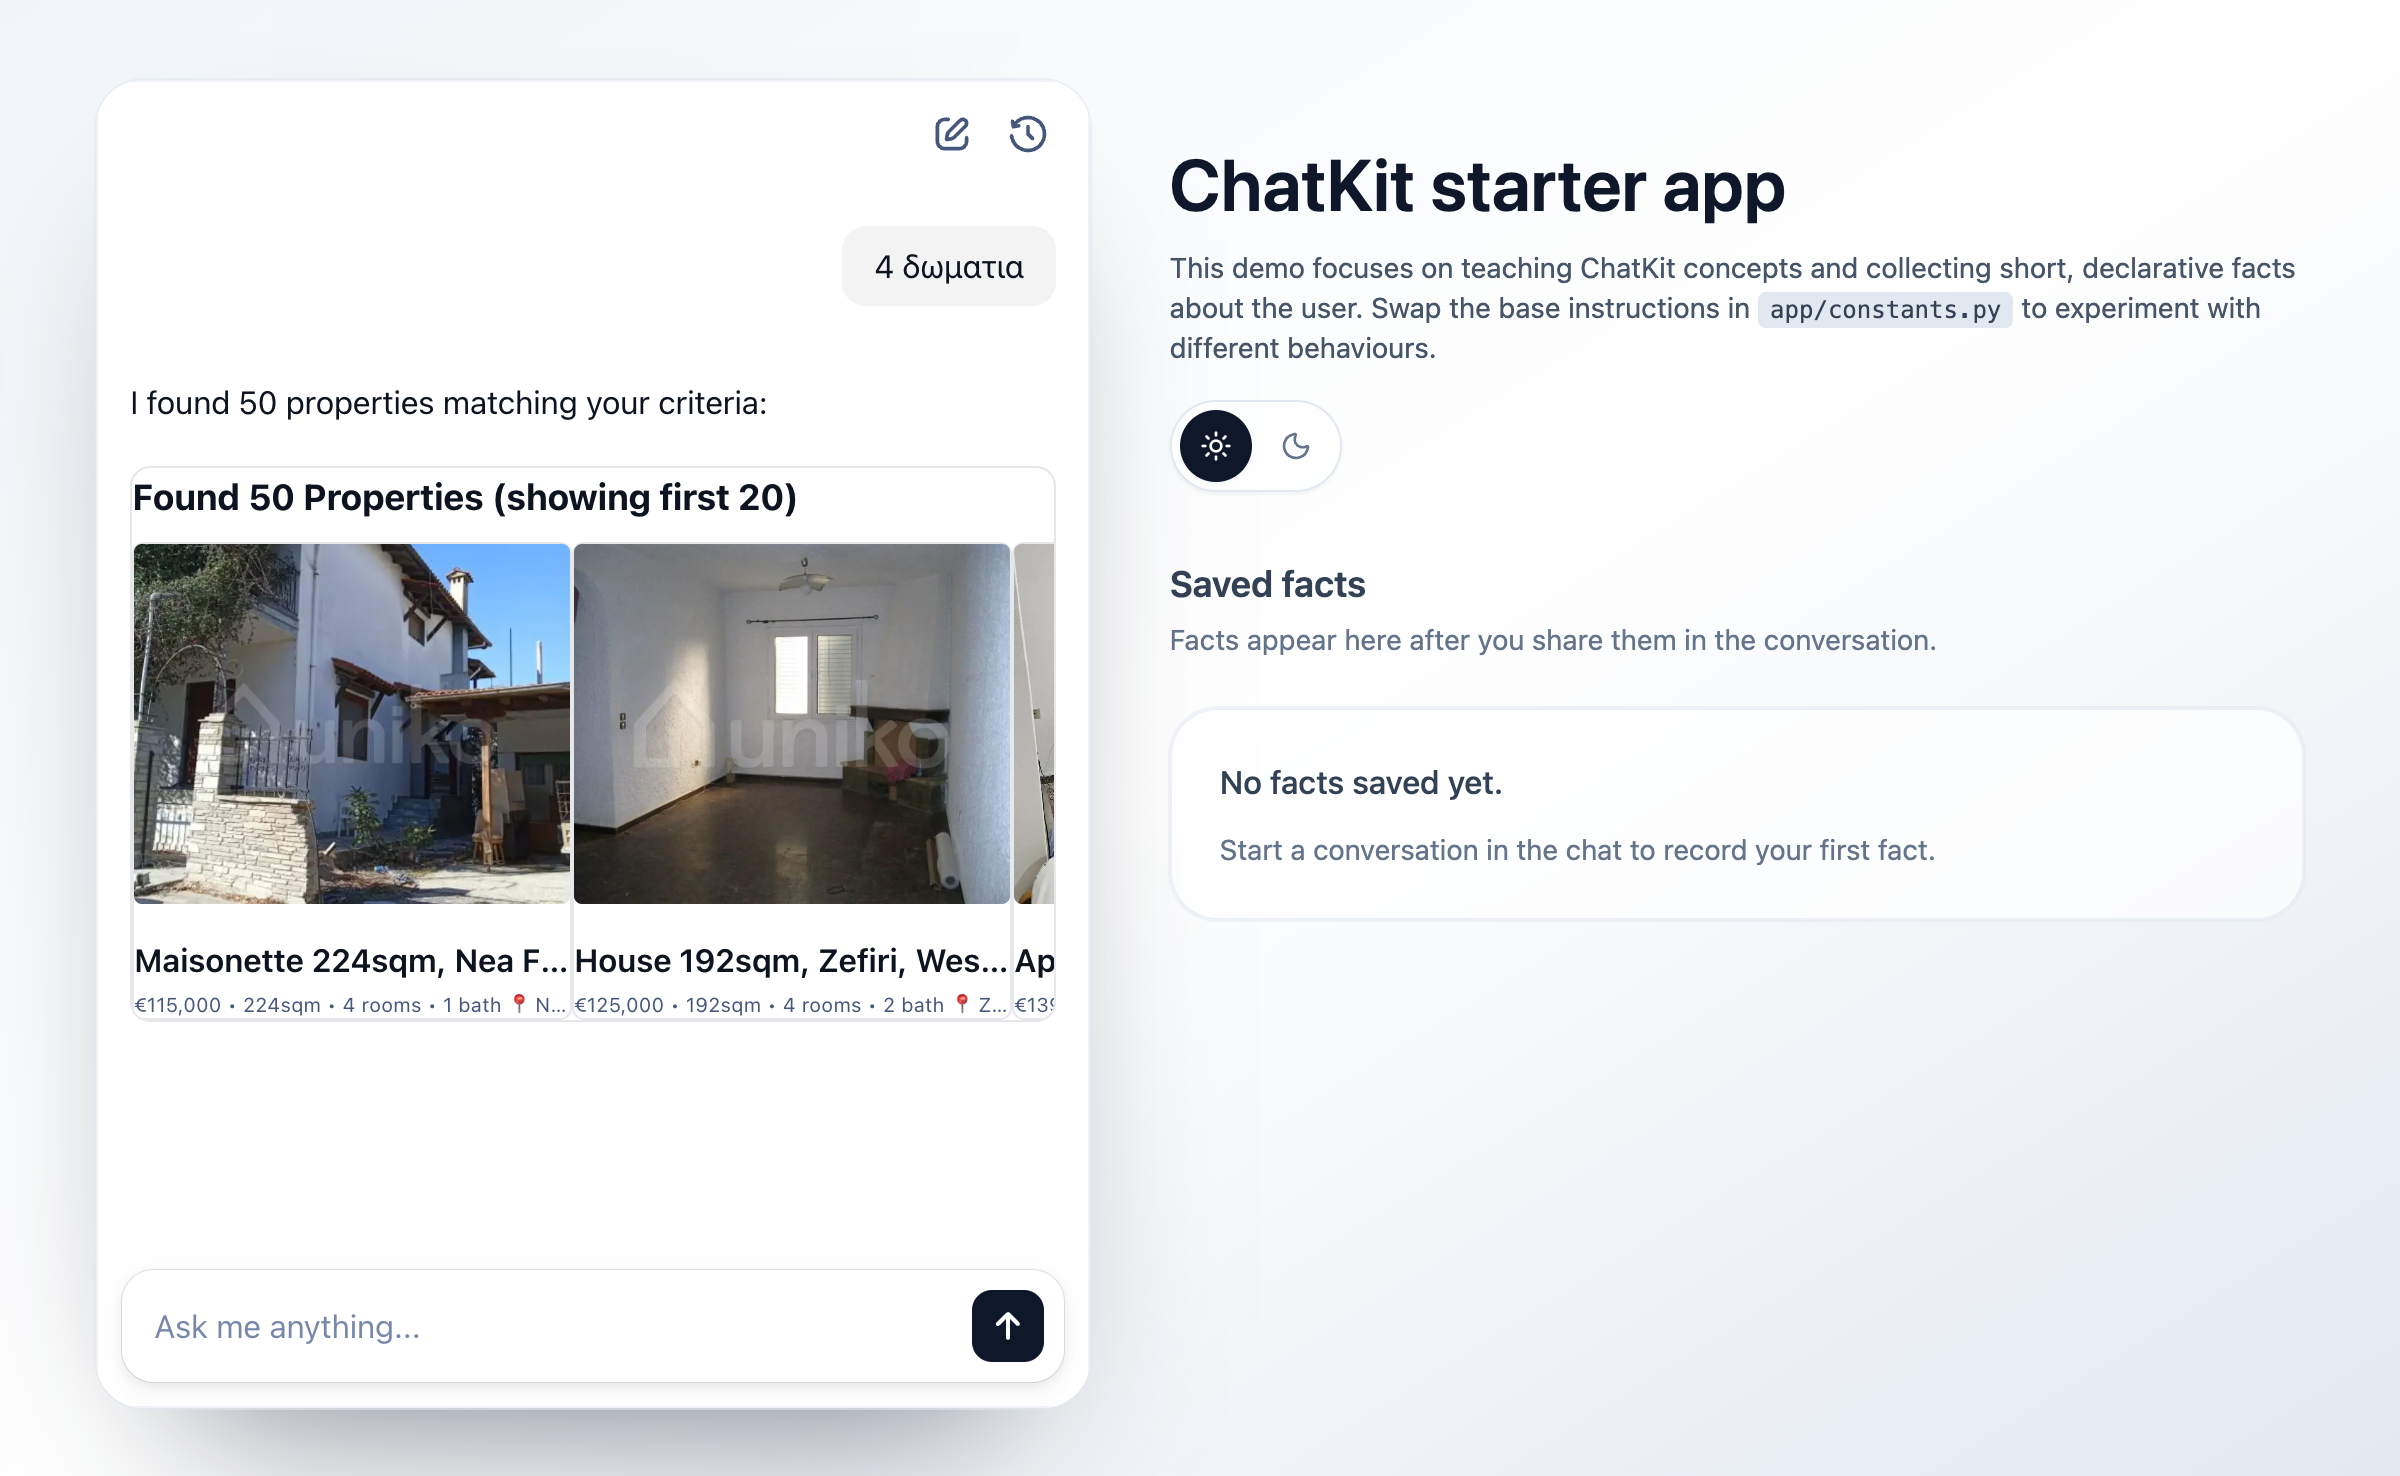 4 δωματια
I found 50 properties matching your criteria:
Found 50 Properties (showing first 20)
uniko
uniko
Maisonette 224sqm, Nea F...
€115,000 • 224sqm • 4 rooms • 1 bath 📍 N...
House 192sqm, Zefiri, Wes...
€125,000 • 192sqm • 4 rooms • 2 bath 📍 Z...
Ap
€139
Ask me anything...
ChatKit starter app
This demo focuses on teaching ChatKit concepts and collecting short, declarative facts
about the user. Swap the base instructions in app/constants.py to experiment with
different behaviours.
Saved facts
Facts appear here after you share them in the conversation.
No facts saved yet.
Start a conversation in the chat to record your first fact.